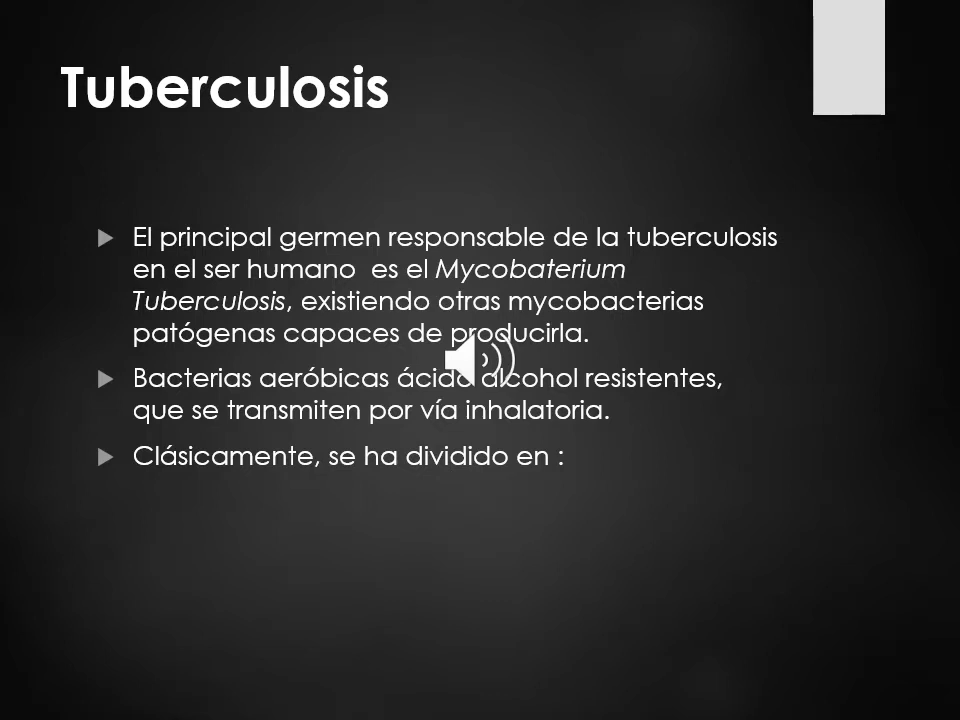 Tuberculosis
El principal germen responsable de la tuberculosis
en el ser humano  es el Mycobaterium
Tuberculosis, existiendo otras mycobacterias
patógenas capaces de producirla.
Bacterias aeróbicas ácido alcohol resistentes,
que se transmiten por vía inhalatoria.
Clásicamente, se ha dividido en :